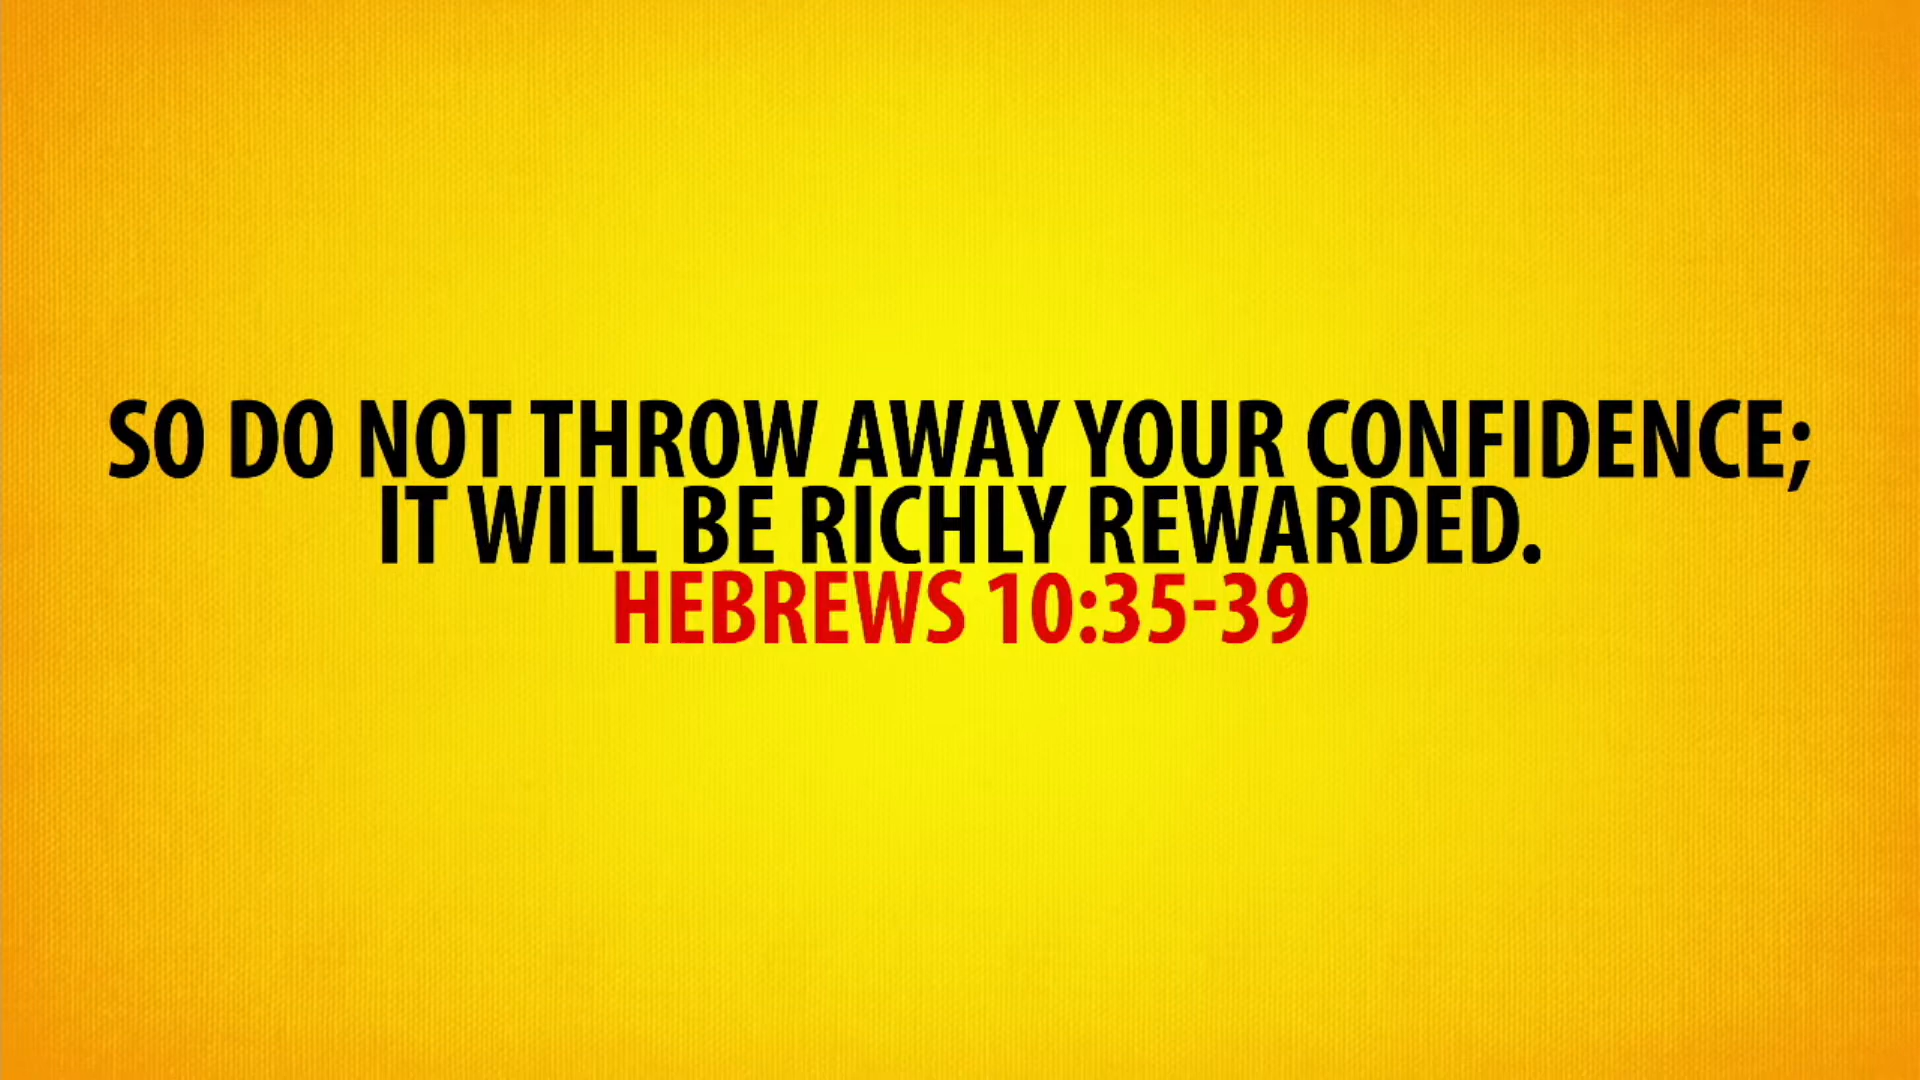 SO DO NOT THROW AWAY YOUR CONFIDENCE;
IT WILL BE RICHLY REWARDED.
HEBREWS 10:35-39